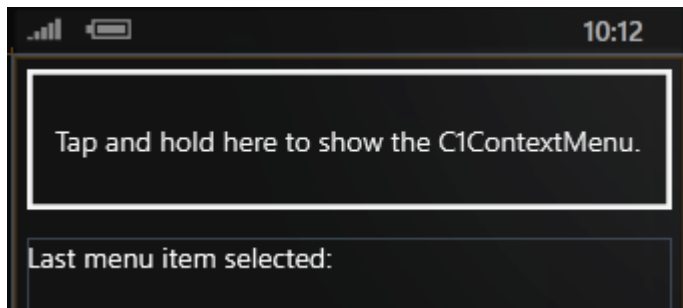 10:12
Tap and hold here to show the C1ContextMenu.
Last menu item selected: